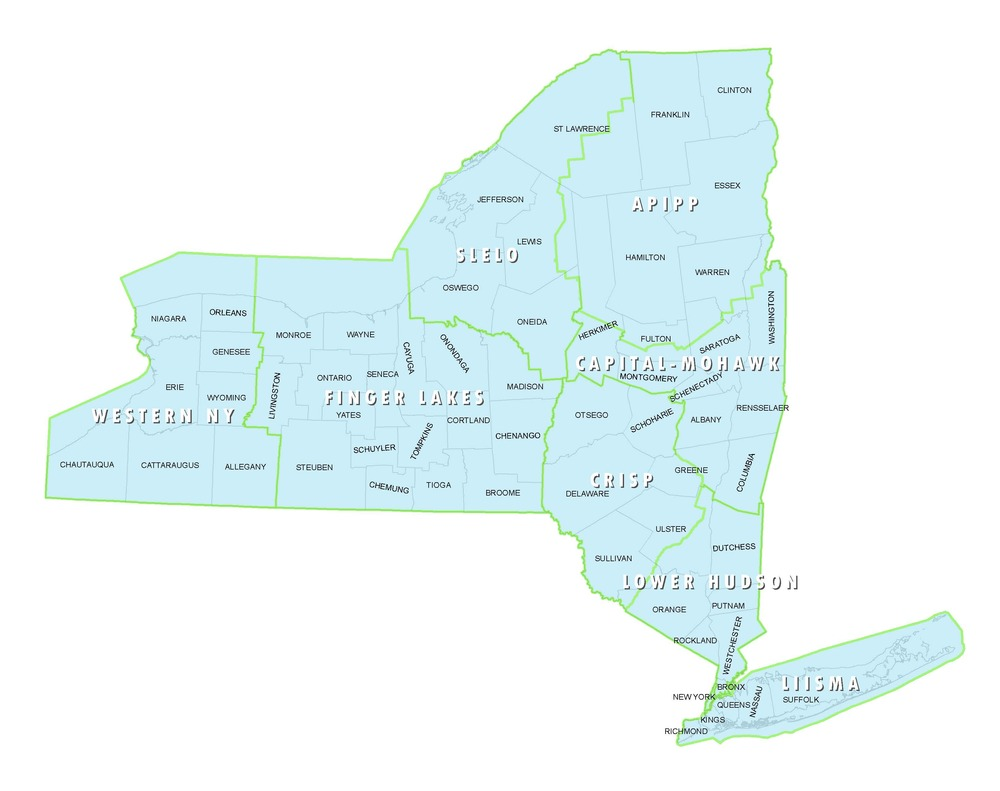 CLINTON
FRANKLIN
ST LAWRENCE
ESSEX
JEFFERSON
APIPP
LEWIS
SLELO
HAMILTON
WARREN
OSWEGO
WASHINGTON
NIAGARA
ORLEANS
ONEIDA
HERKIMER
MONROE
WAYNE
FULTON
SARATOGA
GENESEE
CAYUGA
ONONDAGA
CAPITAL-MOHAWK
ERIE
LIVINGSTON
ONTARIO
SENECA
MADISON
MONTGOMERY
SCHENECTADY
WYOMING
FINGER LAKES
WESTERN NY
YATES
CORTLAND
OTSEGO
SCHOHARIE
ALBANY
RENSSELAER
CHENANGO
TOMPKINS
SCHUYLER
CHAUTAUQUA
CATTARAUGUS
ALLEGANY
STEUBEN
GREENE
COLUMBIA
CRISP
CHEMUNG
TIOGA
BROOME
DELAWARE
ULSTER
DUTCHESS
SULLIVAN
LOWER HUDSON
ORANGE
PUTNAM
ROCKLAND
WESTCHESTER
LIISMA
BRONX
NEW YORK
QUEENS
NASSAU
SUFFOLK
KINGS
RICHMOND